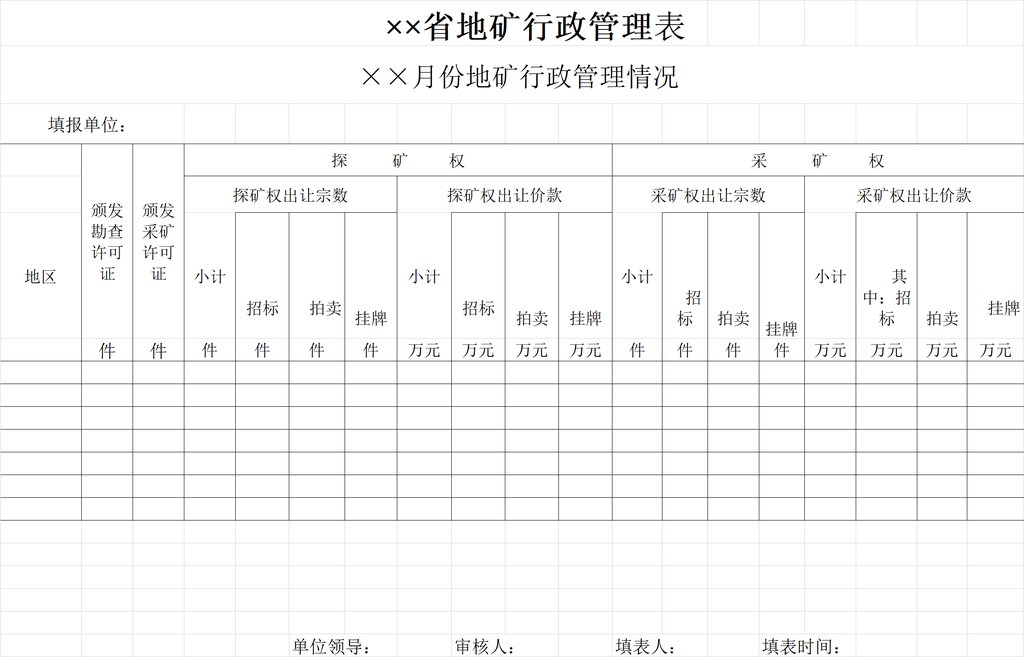 ××省地矿行政管理表
××月份地矿行政管理情况
填报单位：
探 矿 权 采 矿 权
探矿权出让宗数 探矿权出让价款 采矿权出让宗数 采矿权出让价款
地区
颁发
勘查
许可
证
颁发
采矿
许可
证
小计
招标
拍卖
挂牌
小计
招标
拍卖
挂牌
小计
招
标
拍卖
挂牌
小计
其
中：招
标
拍卖
挂牌
件 件 件 件 件 件 万元 万元 万元 万元 件 件 件 件 万元 万元 万元 万元
单位领导： 审核人： 填表人： 填表时间：